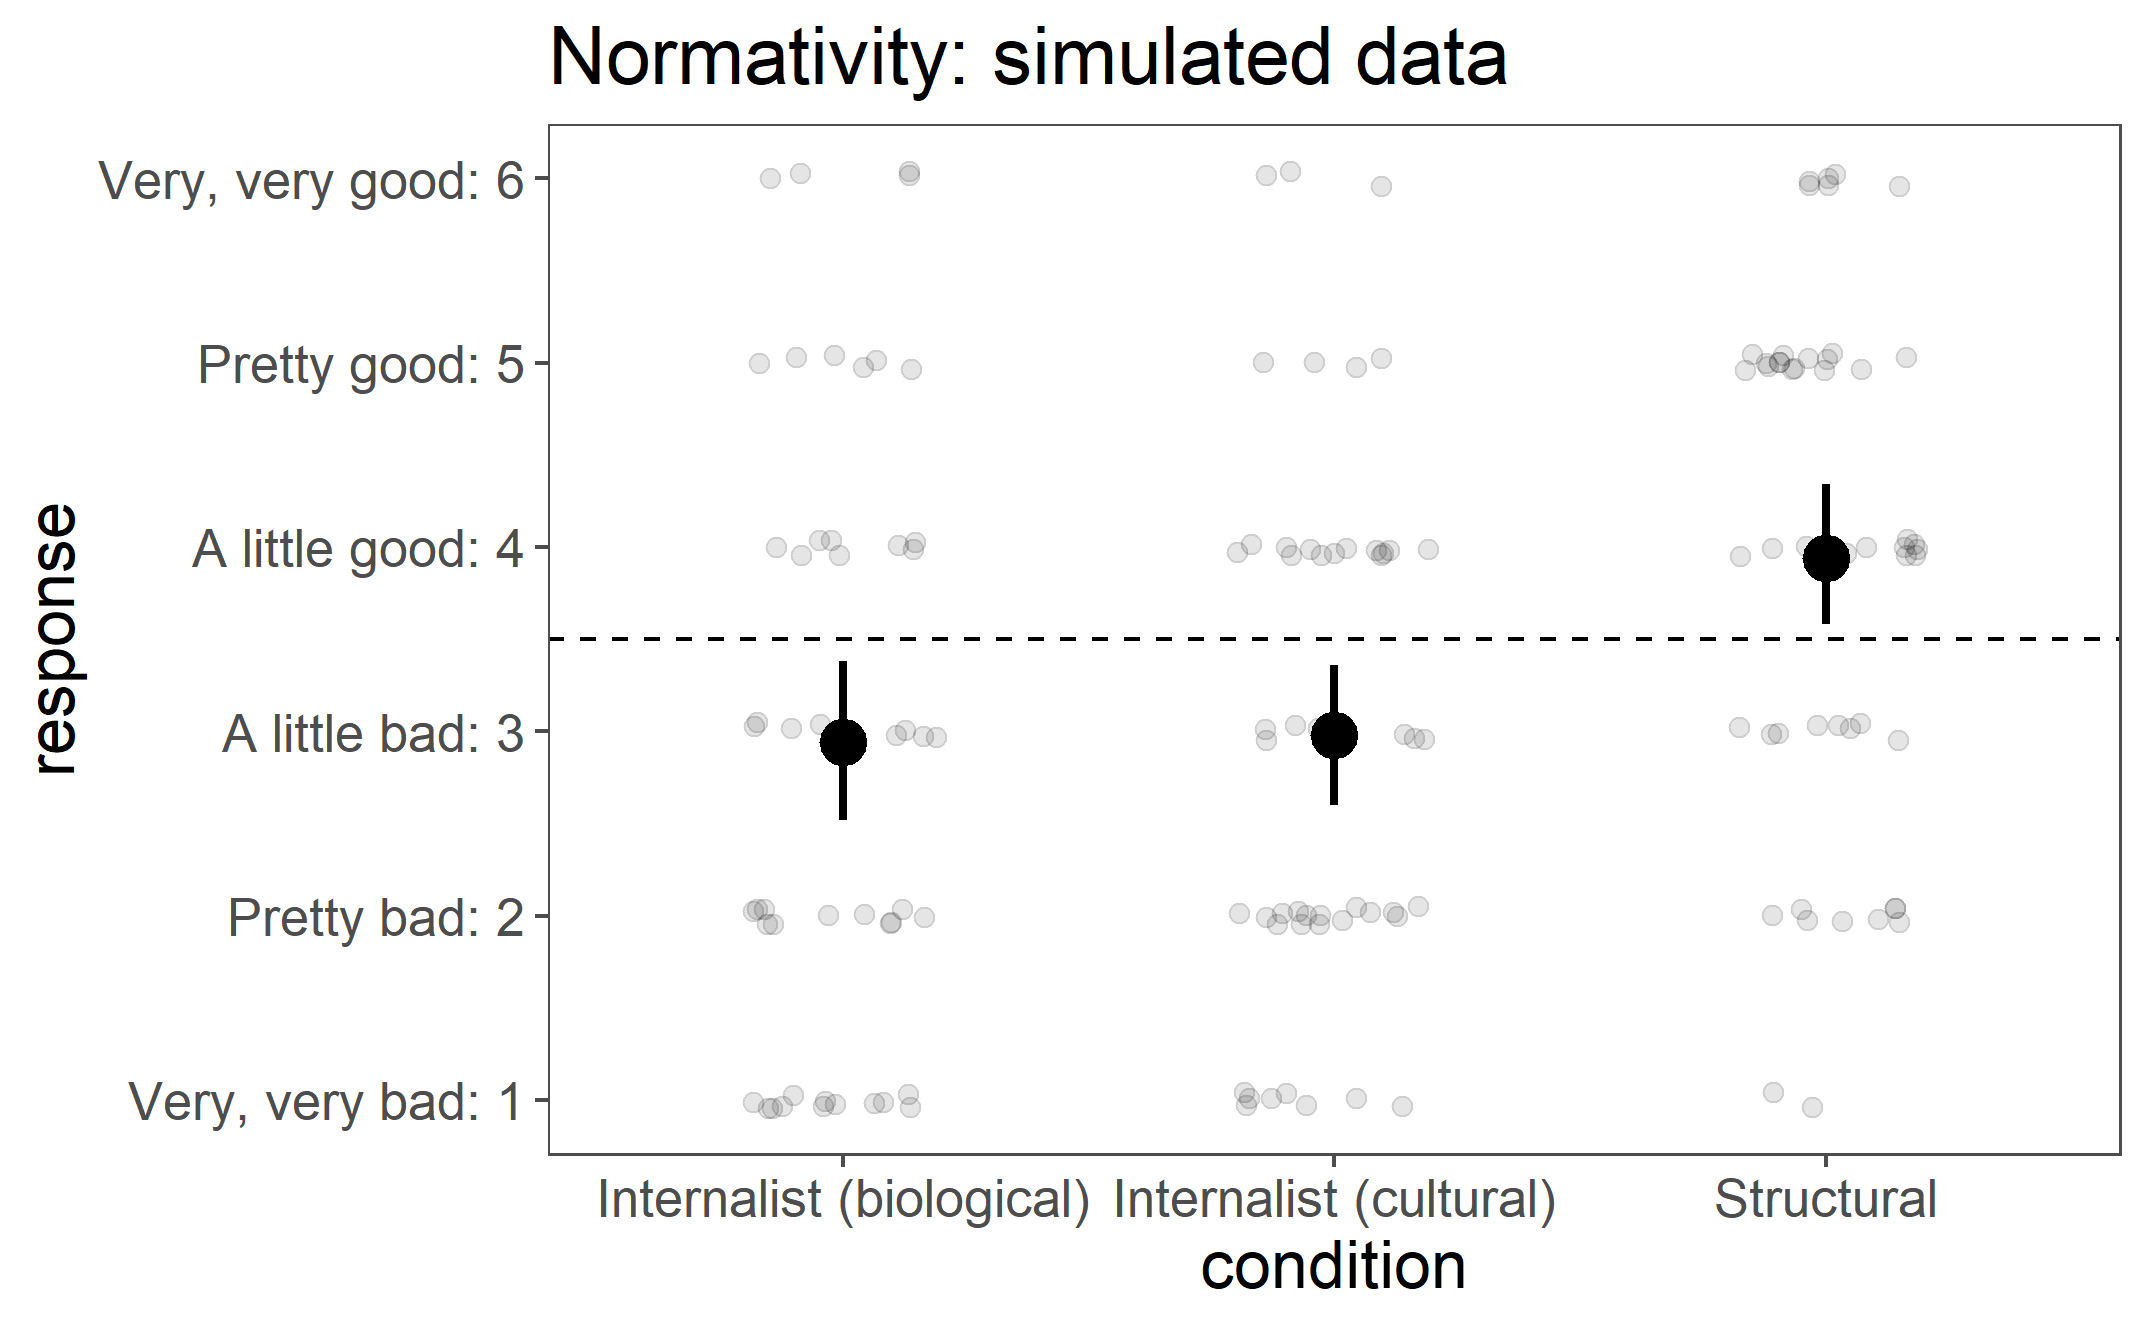 Normativity: simulated data
Very, very good: 6
Pretty good: 5
A little good: 4
A little bad: 3
Pretty bad: 2
Very, very bad: 1
response
Internalist (biological)
Internalist (cultural)
Structural
condition